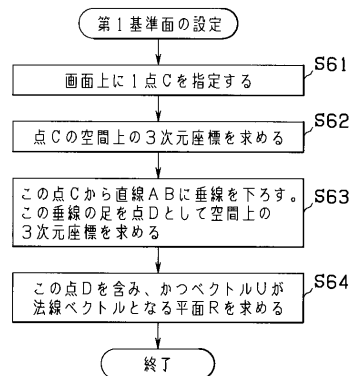 第1基準面の設定
S61
画面上に1点Cを指定する
S62
点Cの空間上の3次元座標を求める
S63
この点Cから直線ABに垂線を下ろす。
この垂線の足を点Dとして空間上の
3次元座標を求める
S64
この点Dを含み、かつベクトルUが
法線ベクトルとなる平面Rを求める
終了